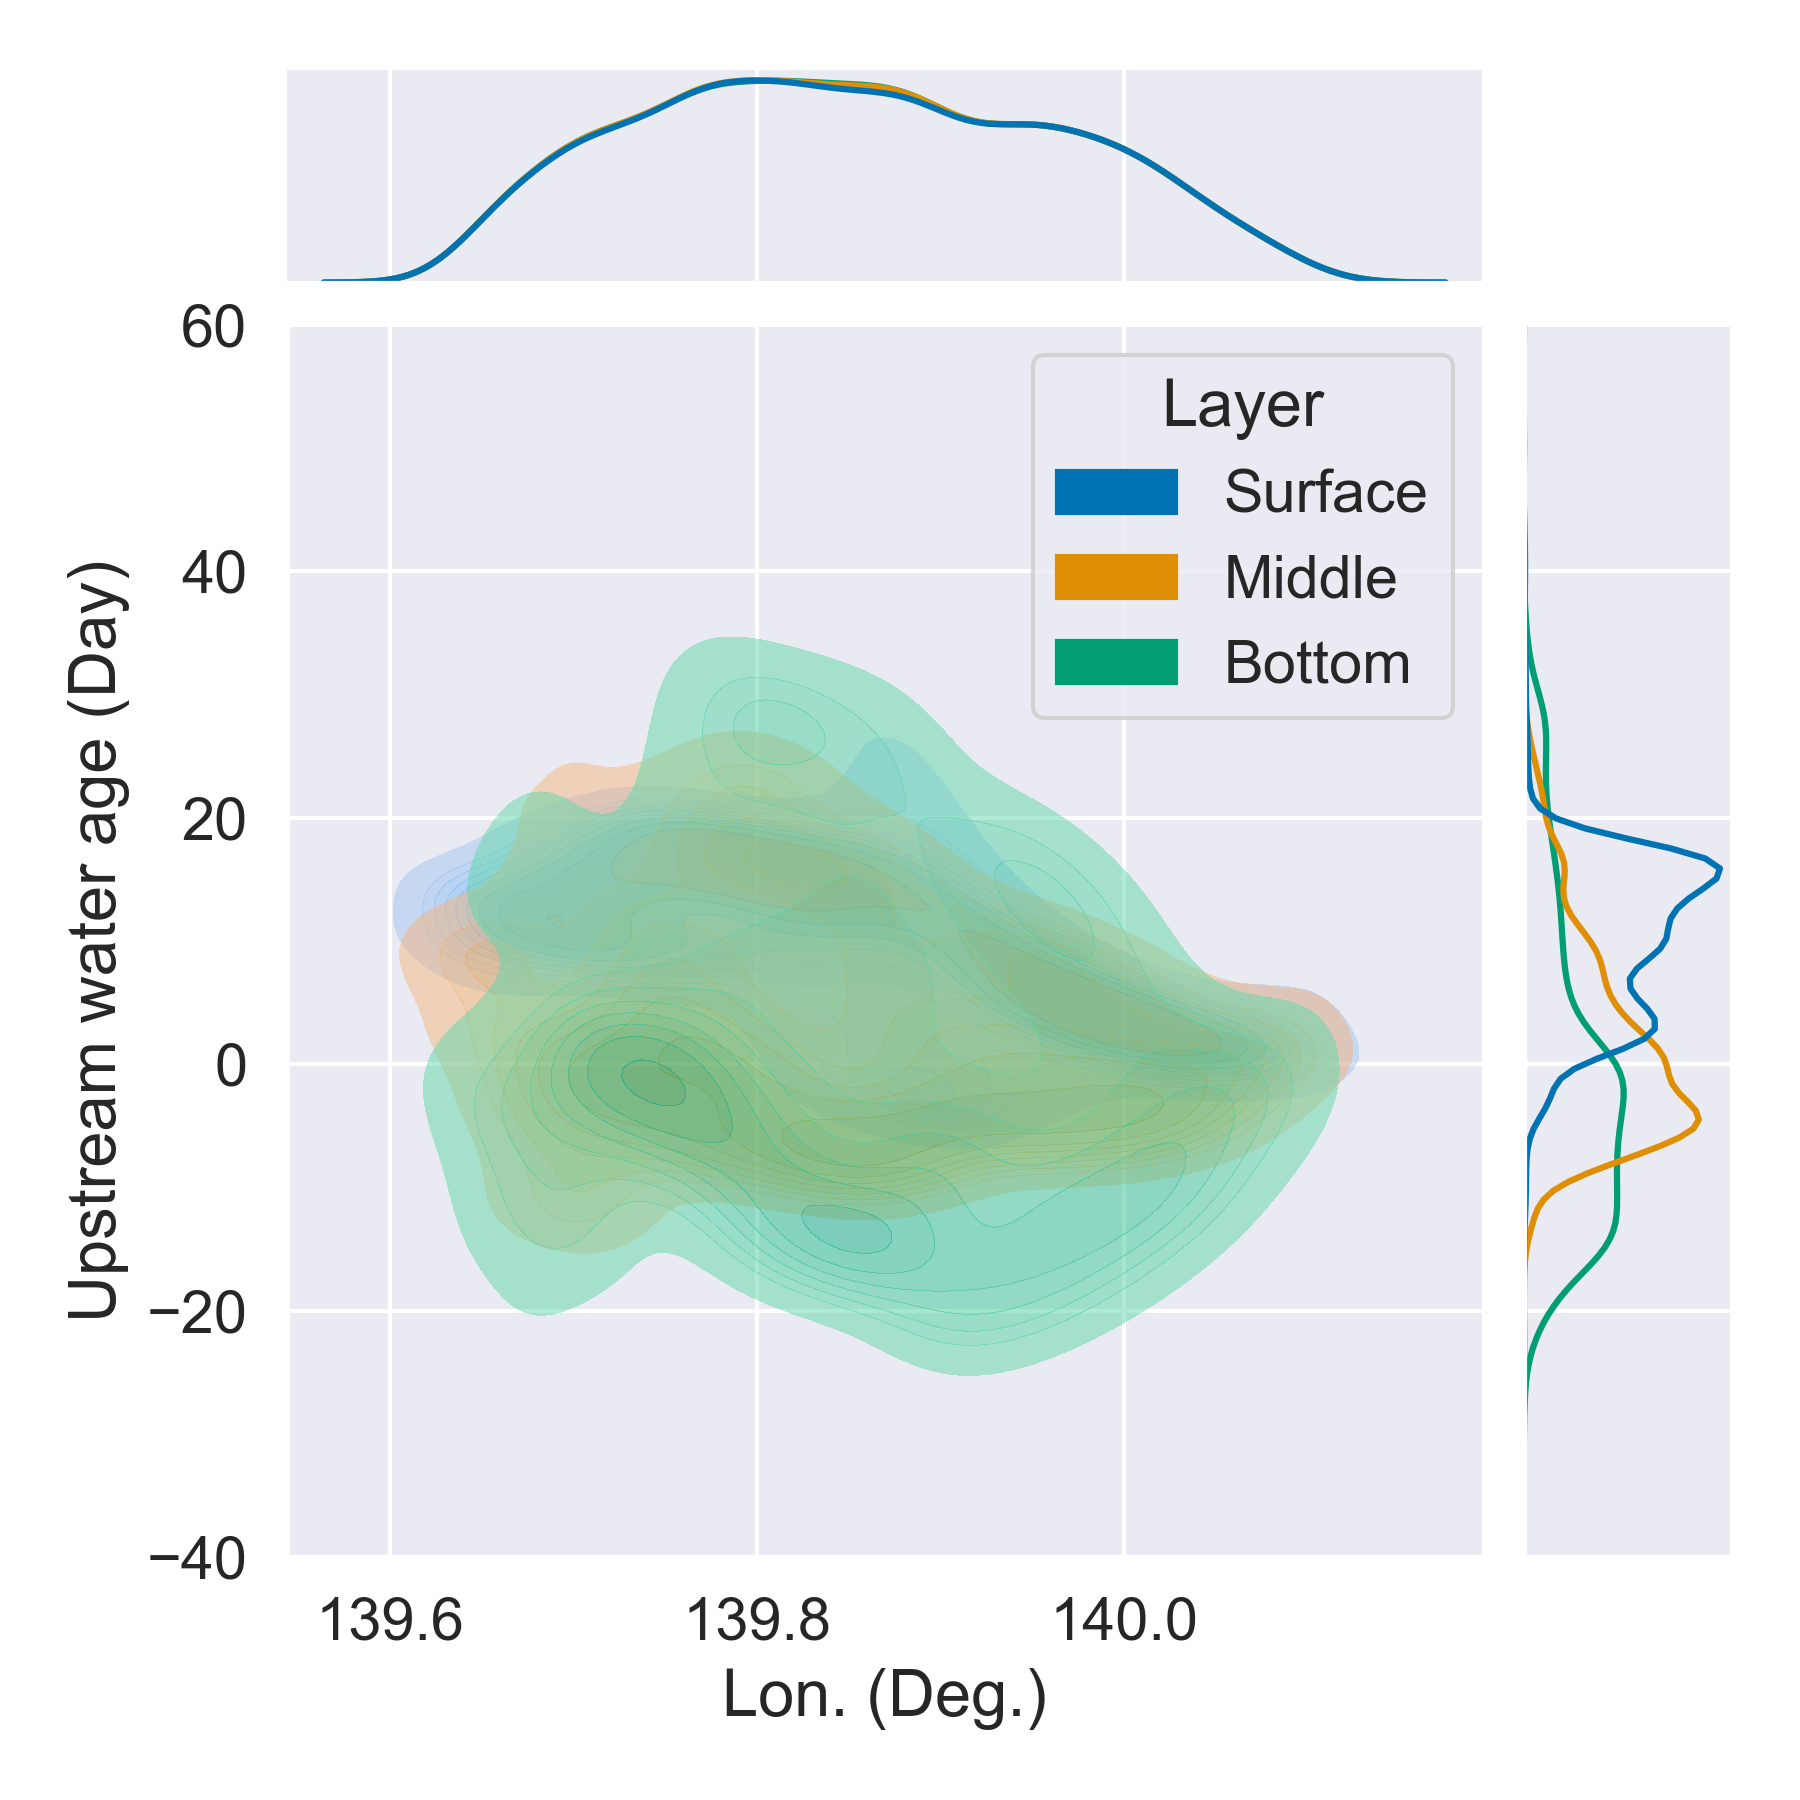 60
40
20
0
−20
−40
Upstream water age (Day)
Layer
Surface
Middle
Bottom
139.6
139.8
140.0
Lon. (Deg.)